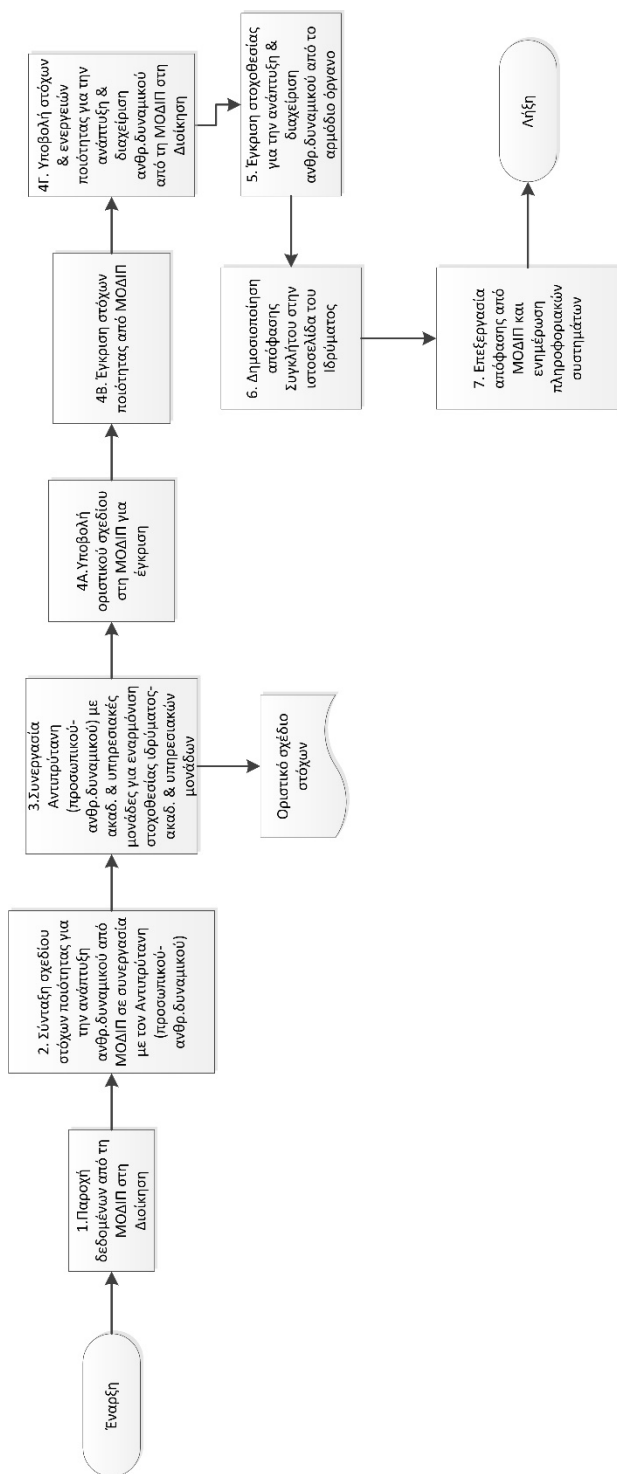 Έναρξη
1.Παροχή
δεδομένων από τη
ΜΟΔΙΠ στη
Διοίκηση
2. Σύνταξη σχεδίου
στόχων ποιότητας για
την ανάπτυξη
ανθρ.δυναμικού από
ΜΟΔΙΠ σε συνεργασία
με τον Αντιπρύτανη
(προσωπικού-
ανθρ.δυναμικού)
3.Συνεργασία
Αντιπρύτανη
(προσωπικού-
ανθρ.δυναμικού) με
ακαδ. & υπηρεσιακές
μονάδες για εναρμόνιση
στοχοθεσίας ιδρύματος-
ακαδ. & υπηρεσιακών
μονάδων
Οριστικό σχέδιο
στόχων
4Α.Υποβολή
οριστικού σχεδίου
στη ΜΟΔΙΠ για
έγκριση
4Β. Έγκριση στόχων
ποιότητας από ΜΟΔΙΠ
4Γ. Υποβολή στόχων
& ενεργειών
ποιότητας για την
ανάπτυξη &
διαχείριση
ανθρ.δυναμικού
από τη ΜΟΔΙΠ στη
Διοίκηση
5. Έγκριση στοχοθεσίας
για την ανάπτυξη &
διαχείριση
ανθρ.δυναμικού από το
αρμόδιο όργανο
6. Δημοσιοποίηση
απόφασης
Συγκλήτου στην
ιστοσελίδα του
Ιδρύματος
7. Επεξεργασία
απόφασης από
ΜΟΔΙΠ και
ενημέρωση
πληροφοριακών
συστημάτων
Λήξη